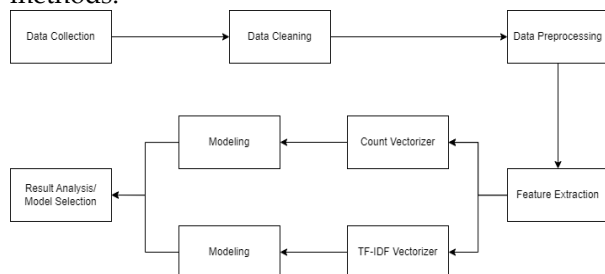 methods.
Data Collection
Data Cleaning
Data Preprocessing
Modeling
Count Vectorizer
Result Analysis/
Model Selection
Feature Extraction
Modeling
TF-IDF Vectorizer